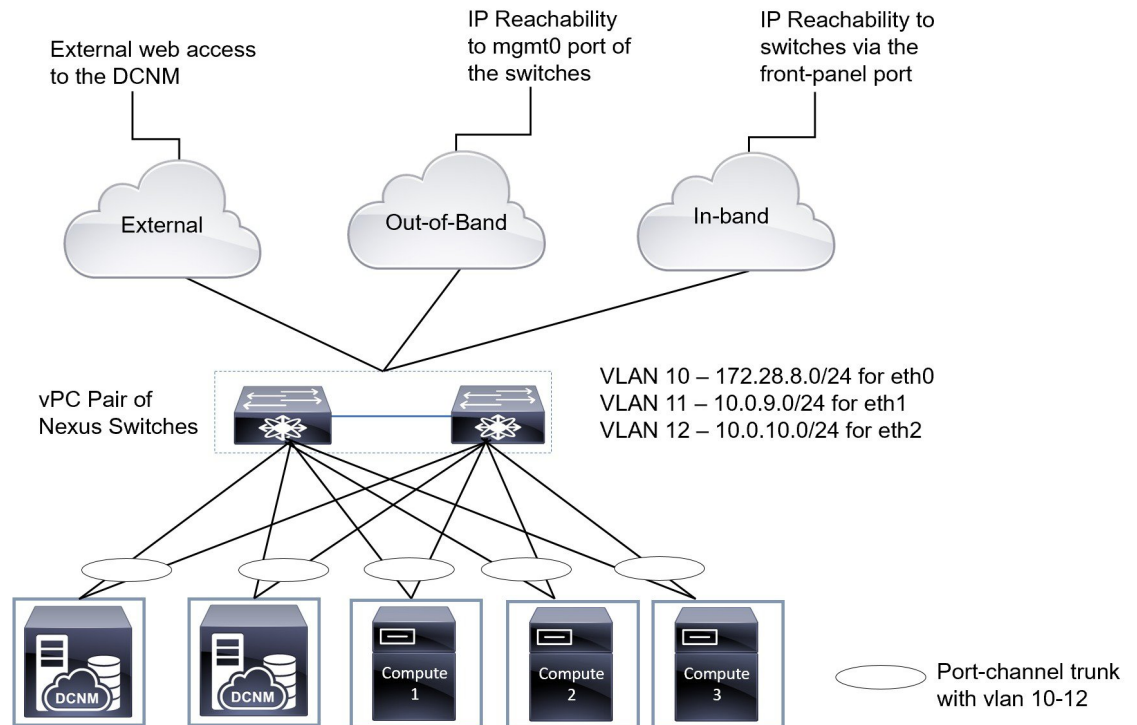 External web access
to the DCNM
IP Reachability
to mgmt0 port of
the switches
IP Reachability to
switches via the
front-panel port
External
Out-of-Band
In-band
vPC Pair of
Nexus Switches
VLAN 10 – 172.28.8.0/24 for eth0
VLAN 11 – 10.0.9.0/24 for eth1
VLAN 12 – 10.0.10.0/24 for eth2
DCNM
DCNM
Compute
1
Compute
2
Compute
3
Port-channel trunk
with vlan 10-12